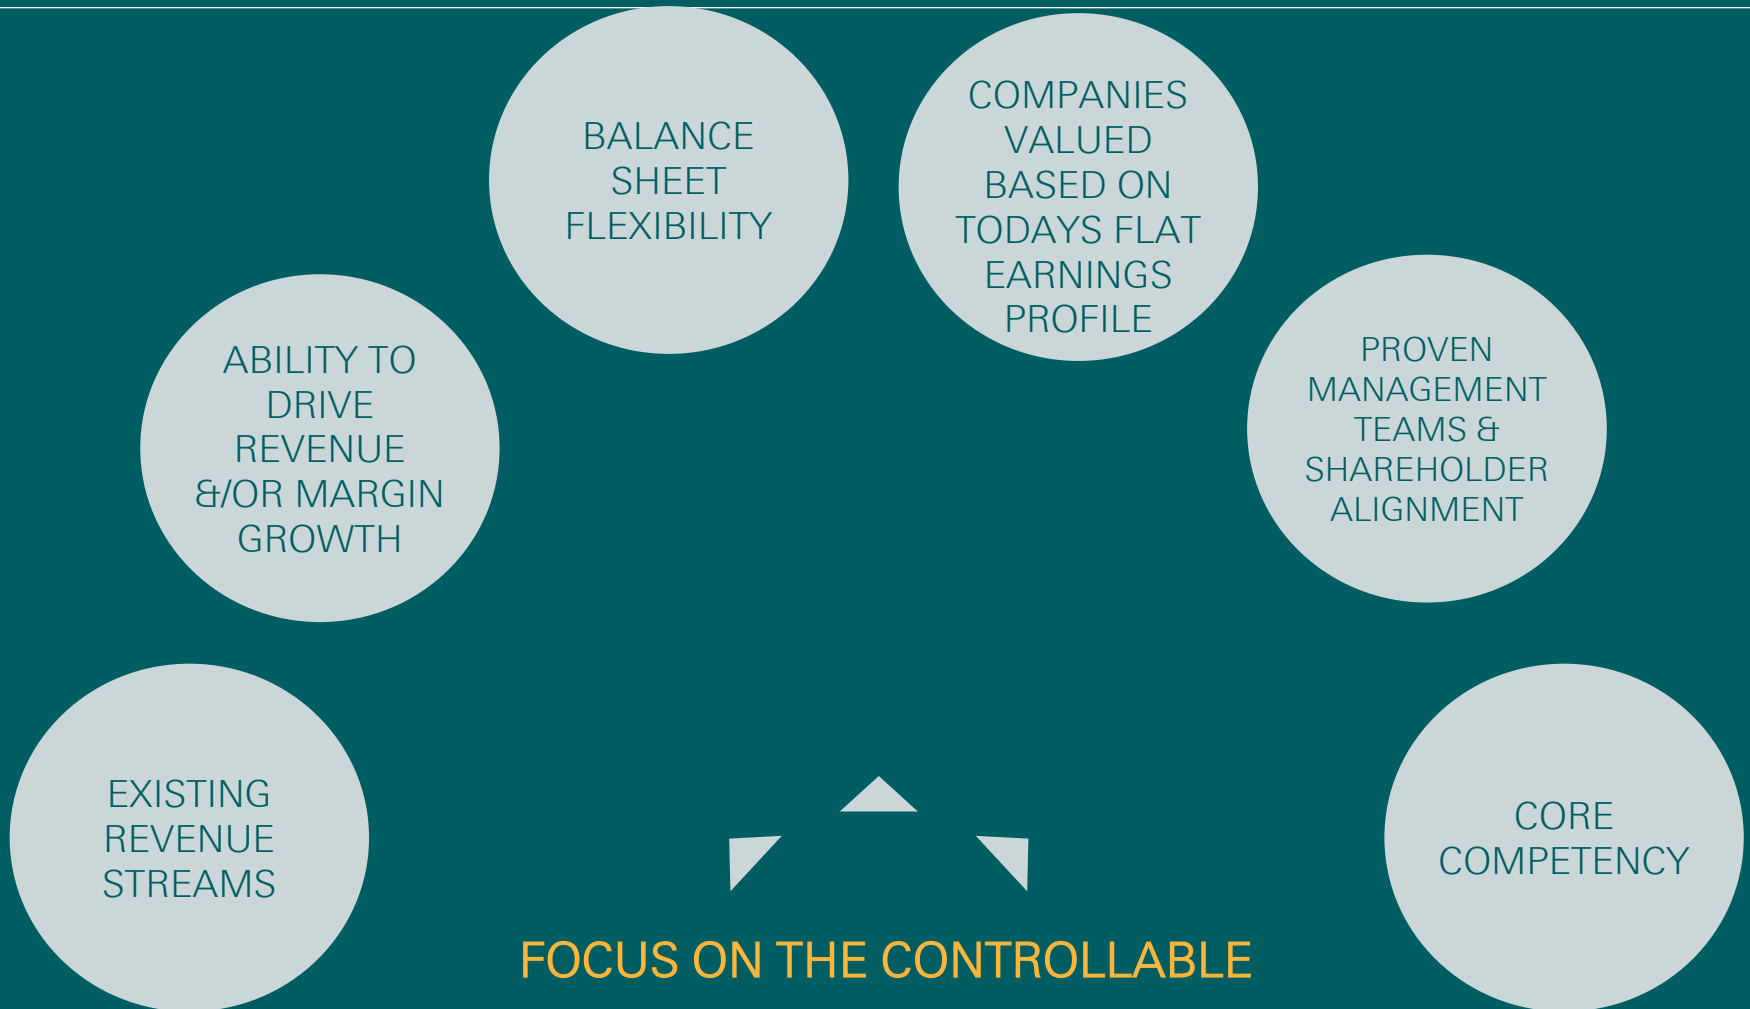 BALANCE
SHEET
FLEXIBILITY
COMPANIES
VALUED
BASED ON
TODAYS FLAT
EARNINGS
PROFILE
ABILITY TO
DRIVE
REVENUE
&/OR MARGIN
GROWTH
PROVEN
MANAGEMENT
TEAMS &
SHAREHOLDER
ALIGNMENT
EXISTING
REVENUE
STREAMS
CORE
COMPETENCY
FOCUS ON THE CONTROLLABLE